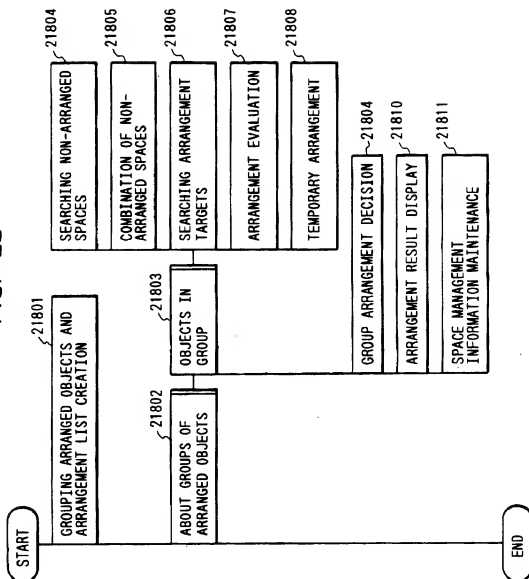 START
21801
GROUPING ARRANGED OBJECTS AND
ARRANGEMENT LIST CREATION
21802
ABOUT GROUPS OF
ARRANGED OBJECTS
21803
OBJECTS IN
GROUP
21804
SEARCHING NON-ARRANGED
SPACES
21805
COMBINATION OF NON-
ARRANGED SPACES
21806
SEARCHING ARRANGEMENT
TARGETS
21807
ARRANGEMENT EVALUATION
21808
TEMPORARY ARRANGEMENT
21804
GROUP ARRANGEMENT DECISION
21810
ARRANGEMENT RESULT DISPLAY
21811
SPACE MANAGEMENT
INFORMATION MAINTENANCE
END